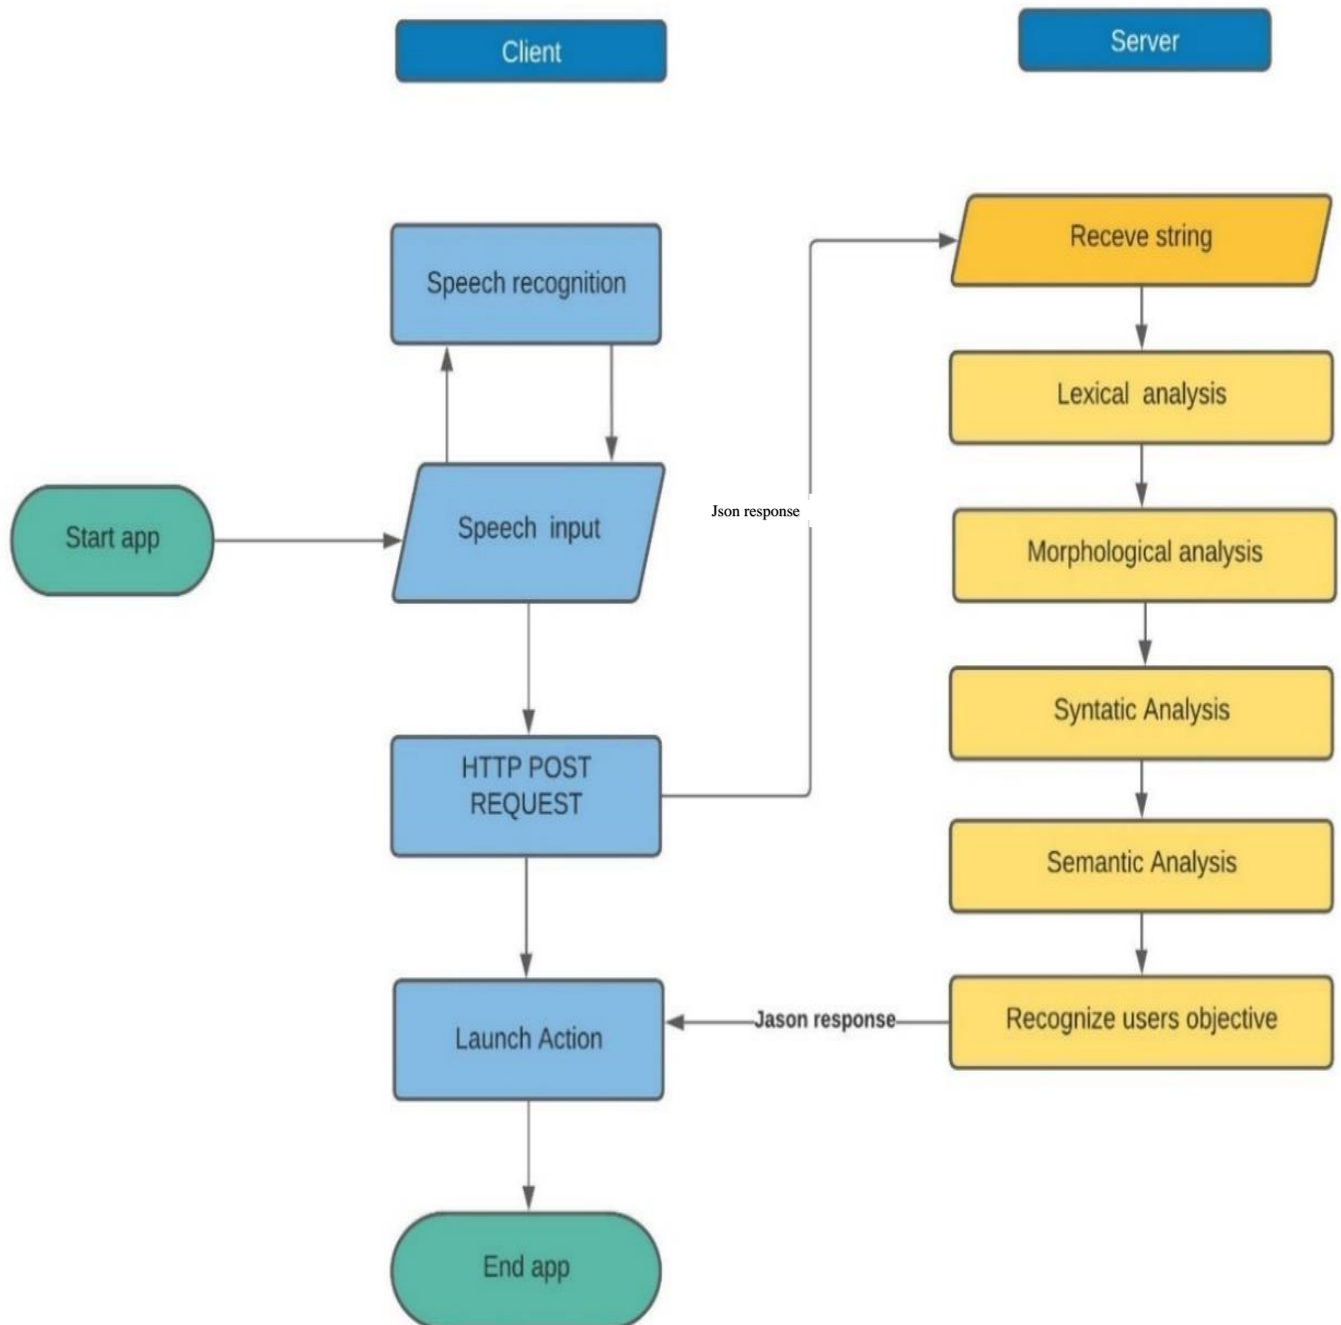 Client
Server
Speech recognition
Receve string
Lexical analysis
Start app
Speech input
Json response
Morphological analysis
Syntatic Analysis
HTTP POST
REQUEST
Semantic Analysis
Launch Action
Jason response
Recognize users objective
End app